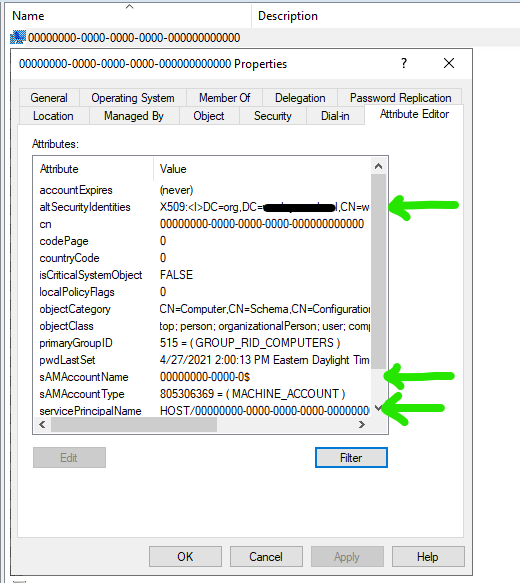 Name Description
00000000-0000-0000-0000-000000000000
00000000-0000-0000-0000-000000000000 Properties ?
General Operating System Member Of Delegation Password Replication
Location Managed By Object Security Dial-in Attribute Editor
Attributes:
Attribute Value
accountExpires (never)
altSecurityIdentities X509:<I>DC=org,DC= l,CN=w
cn 00000000-0000-0000-0000-000000000000
codePage 0
countryCode 0
isCriticalSystemObject FALSE
localPolicyFlags 0
objectCategory CN=Computer,CN=Schema,CN=Configuration
objectClass top; person; organizationalPerson; user; comp
primaryGroupID 515 = ( GROUP_RID_COMPUTERS )
pwdLastSet 4/27/2021 2:00:13 PM Eastern Daylight Tim
sAMAccountName 00000000-0000-0$
sAMAccountType 805306369 = ( MACHINE_ACCOUNT )
servicePrincipalName HOST/00000000-0000-0000-0000-0000000
Edit Filter
OK Cancel Apply Help